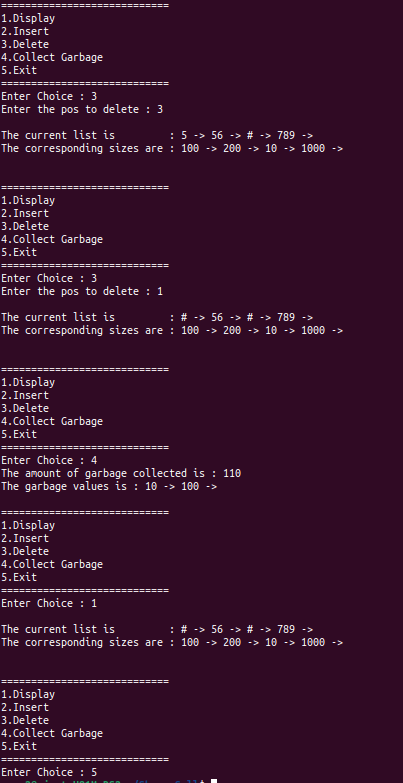 ============================
1.Display
2.Insert
3.Delete
4.Collect Garbage
5.Exit
============================
Enter Choice : 3
Enter the pos to delete : 3
The current list is         : 5 -> 56 -> # -> 789 ->
The corresponding sizes are : 100 -> 200 -> 10 -> 1000 ->
============================
1.Display
2.Insert
3.Delete
4.Collect Garbage
5.Exit
============================
Enter Choice : 3
Enter the pos to delete : 1
The current list is         : # -> 56 -> # -> 789 ->
The corresponding sizes are : 100 -> 200 -> 10 -> 1000 ->
============================
1.Display
2.Insert
3.Delete
4.Collect Garbage
5.Exit
============================
Enter Choice : 4
The amount of garbage collected is : 110
The garbage values is : 10 -> 100 ->
============================
1.Display
2.Insert
3.Delete
4.Collect Garbage
5.Exit
============================
Enter Choice : 1
The current list is         : # -> 56 -> # -> 789 ->
The corresponding sizes are : 100 -> 200 -> 10 -> 1000 ->
============================
1.Display
2.Insert
3.Delete
4.Collect Garbage
5.Exit
============================
Enter Choice : 5